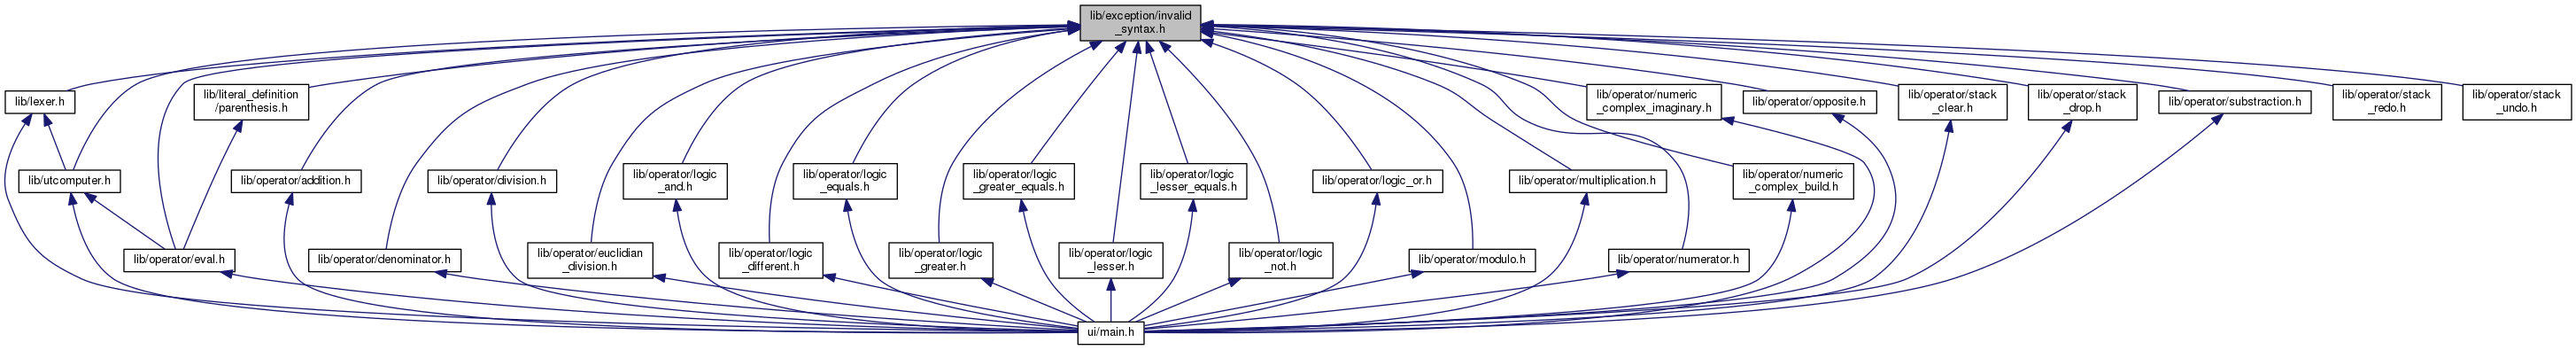 lib/exception/invalid
_syntax.h
lib/lexer.h
lib/literal_definition
/parenthesis.h
lib/operator/numeric
_complex_imaginary.h
lib/operator/opposite.h
lib/operator/stack
_clear.h
lib/operator/stack
_drop.h
lib/operator/substraction.h
lib/operator/stack
_redo.h
lib/operator/stack
_undo.h
lib/utcomputer.h
lib/operator/addition.h
lib/operator/division.h
lib/operator/logic
_and.h
lib/operator/logic
_equals.h
lib/operator/logic
_greater_equals.h
lib/operator/logic
_lesser_equals.h
lib/operator/logic_or.h
lib/operator/multiplication.h
lib/operator/numeric
_complex_build.h
lib/operator/eval.h
lib/operator/denominator.h
lib/operator/euclidian
_division.h
lib/operator/logic
_different.h
lib/operator/logic
_greater.h
lib/operator/logic
_lesser.h
lib/operator/logic
_not.h
lib/operator/modulo.h
lib/operator/numerator.h
ui/main.h